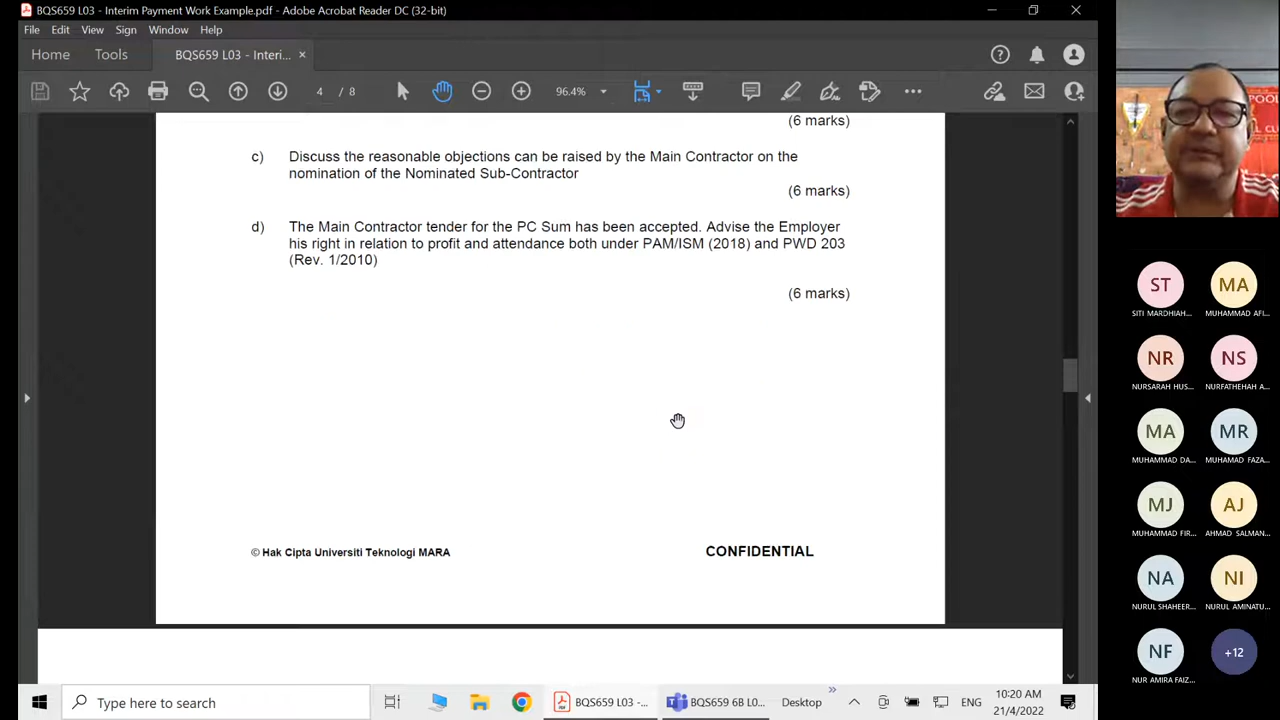 BQS659 L03 - Interim Payment Work Example.pdf - Adobe Acrobat Reader DC (32-bit)
File Edit View Sign Window Help
Home Tools BQS659 L03 - Interi... ×
4 / 8 96.4%
(6 marks)
c) Discuss the reasonable objections can be raised by the Main Contractor on the
nomination of the Nominated Sub-Contractor
(6 marks)
d) The Main Contractor tender for the PC Sum has been accepted. Advise the Employer
his right in relation to profit and attendance both under PAM/ISM (2018) and PWD 203
(Rev. 1/2010)
(6 marks)
© Hak Cipta Universiti Teknologi MARA CONFIDENTIAL
POOL
ST MA
SITI MARDHIAH... MUHAMMAD AFI...
NR NS
NURSARAH HUS... NURFATHEHAH A...
MA MR
MUHAMMAD DA... MUHAMAD FAZA...
MJ AJ
MUHAMMAD FIR... AHMAD SALMAN...
NA NI
NURUL SHAHEER... NURUL AMINATU...
NF +12
NUR AMIRA FAIZ...
Type here to search
BQS659 L03 -...
BQS659 6B L0...
Desktop
ENG
10:20 AM
21/4/2022